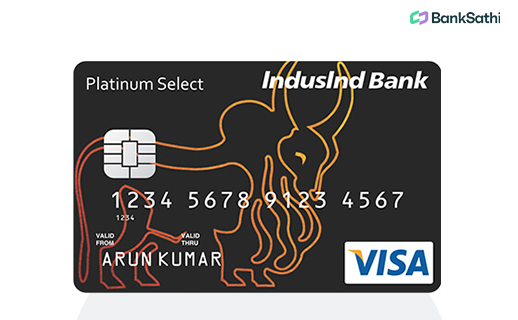 BankSathi
Platinum Select
IndusInd Bank
1234 5678 9123 4567
1234
VALID FROM
VALID THRU
ARUN KUMAR
VISA